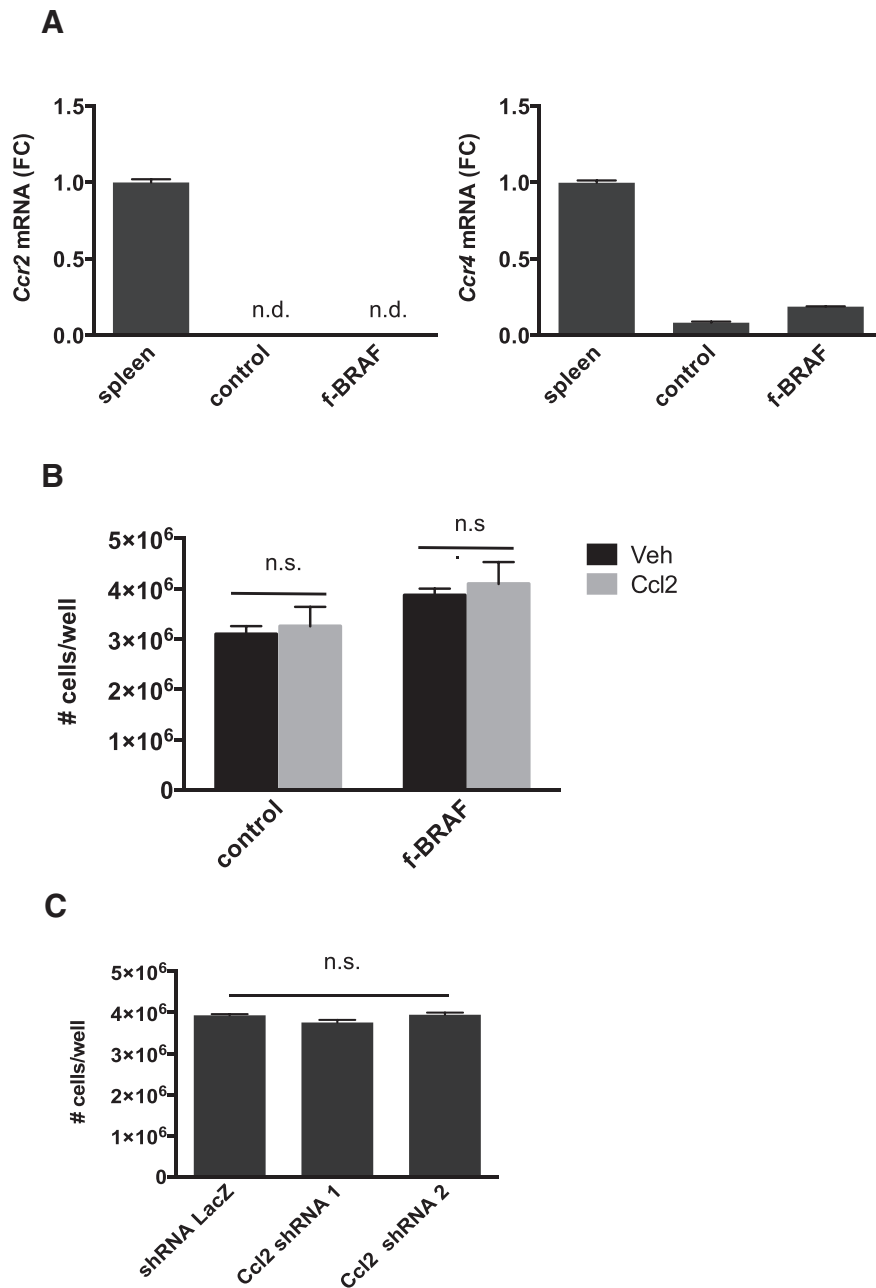 A
Ccr2 mRNA (FC)
1.5
1.0
0.5
0.0
n.d.
n.d.
spleen
control
f-BRAF
Ccr4 mRNA (FC)
1.5
1.0
0.5
0.0
spleen
control
f-BRAF
B
# cells/well
5×10⁶
4×10⁶
3×10⁶
2×10⁶
1×10⁶
0
n.s.
n.s
control
f-BRAF
Veh
Ccl2
C
# cells/well
5×10⁶
4×10⁶
3×10⁶
2×10⁶
1×10⁶
0
n.s.
shRNA LacZ
Ccl2 shRNA 1
Ccl2 shRNA 2